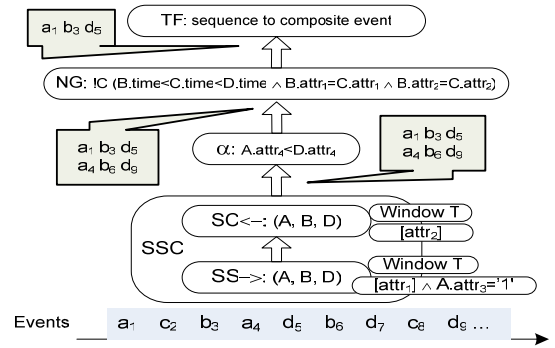 TF: sequence to composite event
a₁ b₃ d₅
NG: !C (B.time<C.time<D.time ∧ B.attr₁=C.attr₁ ∧ B.attr₂=C.attr₂)
a₁ b₃ d₅
a₄ b₆ d₉
α: A.attr₄<D.attr₄
a₁ b₃ d₅
a₄ b₆ d₉
SSC
SC<−: (A, B, D)
Window T
[attr₂]
SS−>: (A, B, D)
Window T
[attr₁] ∧ A.attr₃='1'
Events a₁ c₂ b₃ a₄ d₅ b₆ d₇ c₈ d₉ ...